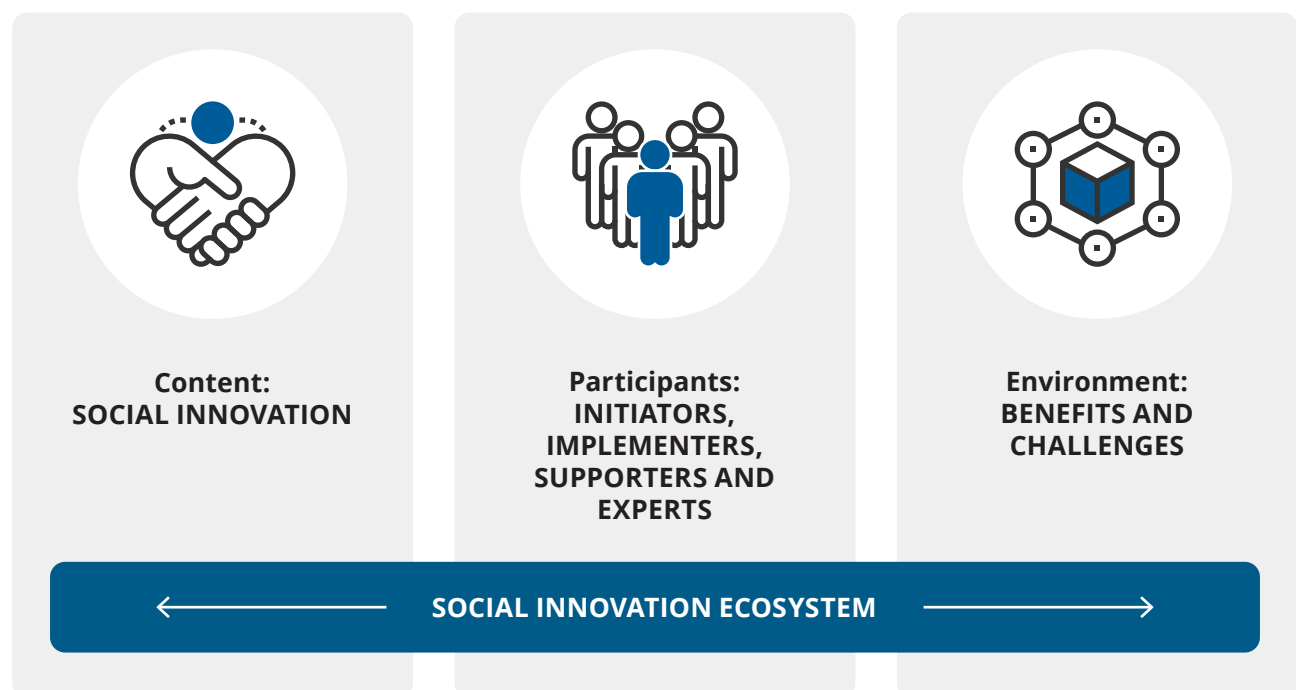 Content:
SOCIAL INNOVATION
Participants:
INITIATORS,
IMPLEMENTERS,
SUPPORTERS AND
EXPERTS
Environment:
BENEFITS AND
CHALLENGES
SOCIAL INNOVATION ECOSYSTEM